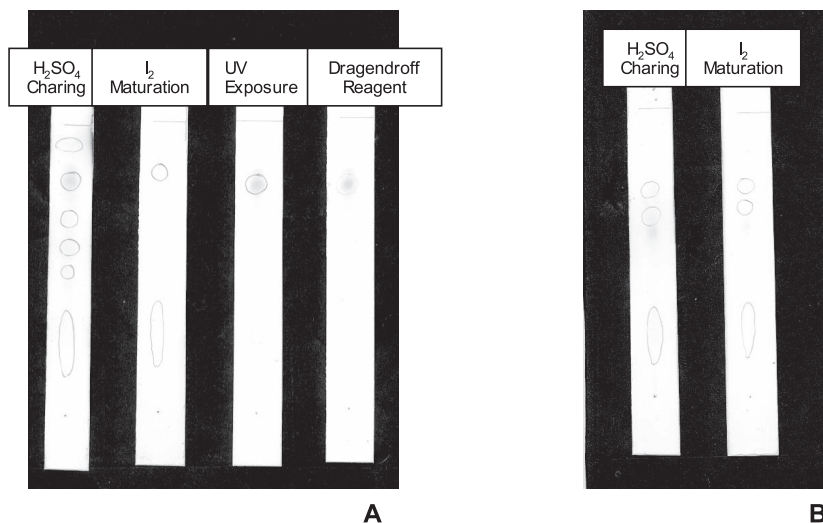 H₂SO₄
Charing
I₂
Maturation
UV
Exposure
Dragendroff
Reagent
A
H₂SO₄
Charing
I₂
Maturation
B